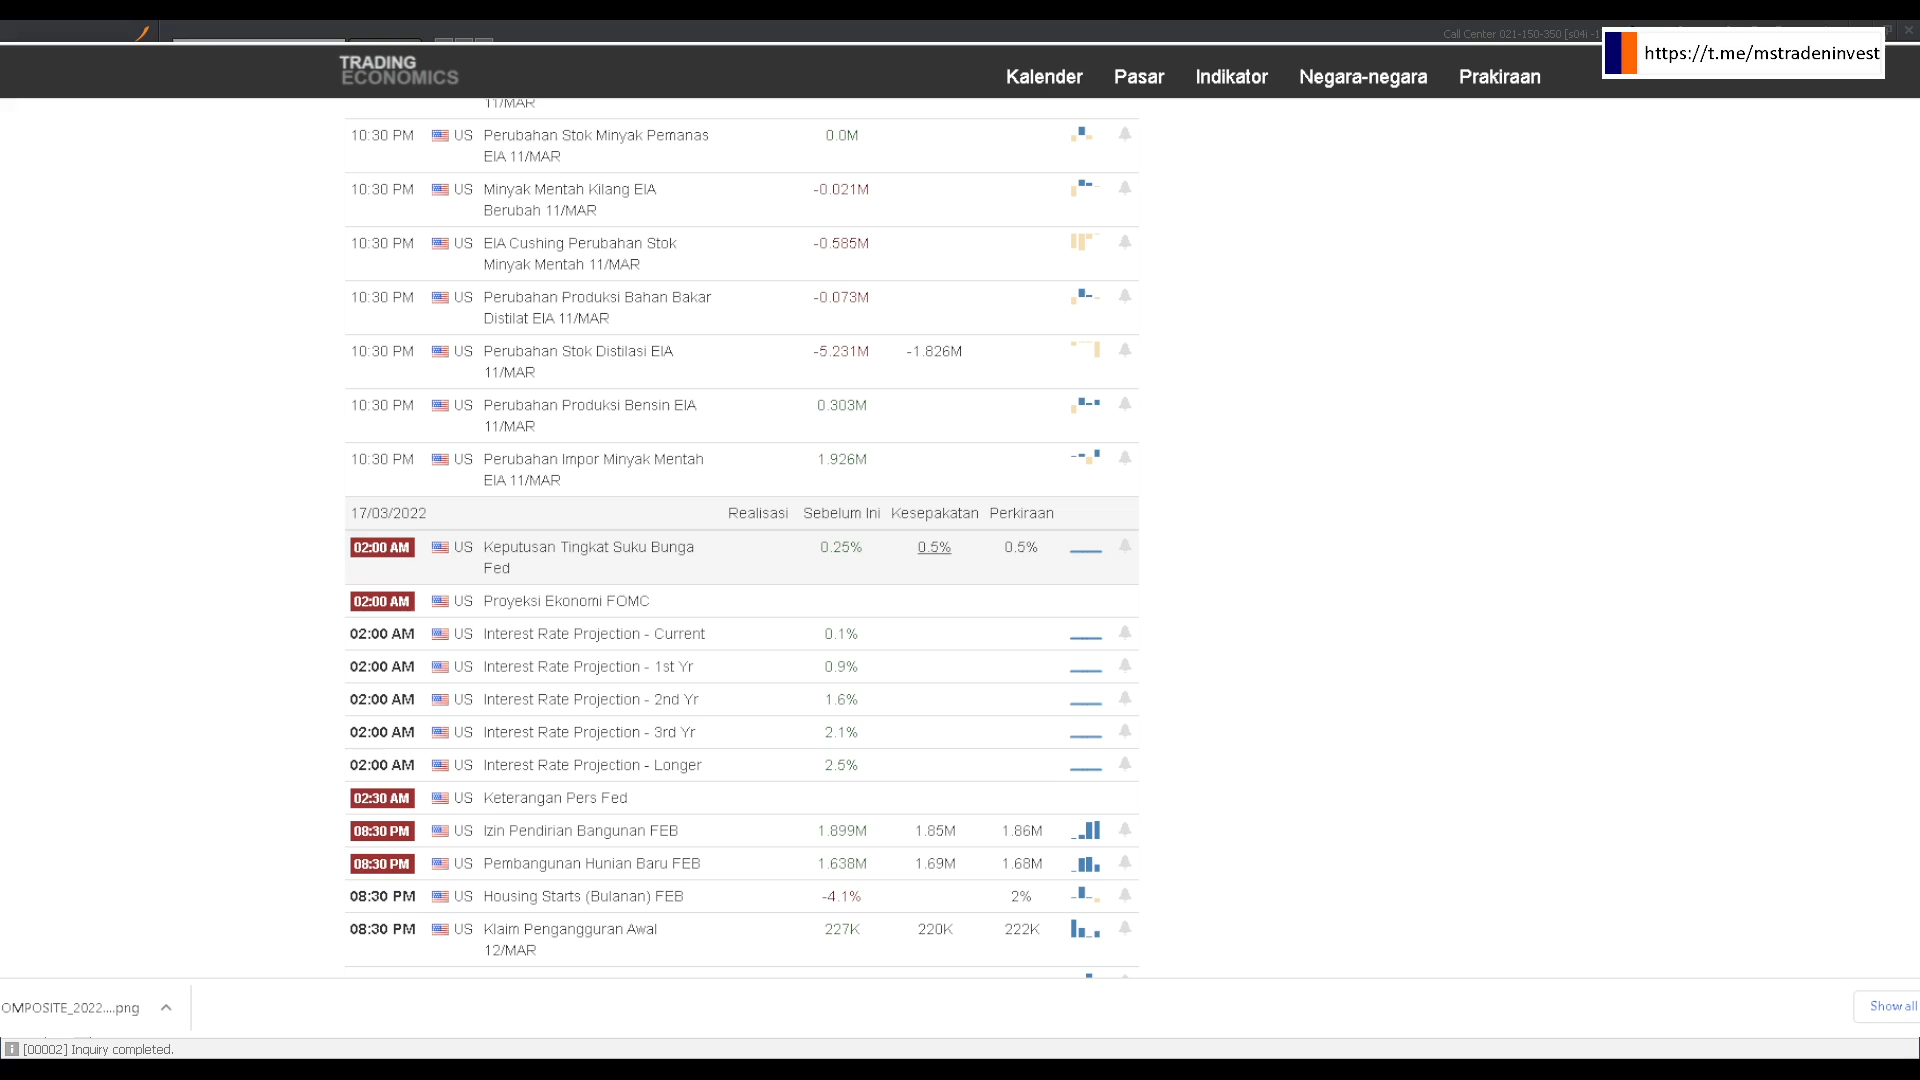 Call Center 021-150-350 [s04i -1
https://t.me/mstradeninvest
TRADING
ECONOMICS
Kalender Pasar Indikator Negara-negara Prakiraan
11/MAR
10:30 PM US Perubahan Stok Minyak Pemanas 0.0M
EIA 11/MAR
10:30 PM US Minyak Mentah Kilang EIA -0.021M
Berubah 11/MAR
10:30 PM US EIA Cushing Perubahan Stok -0.585M
Minyak Mentah 11/MAR
10:30 PM US Perubahan Produksi Bahan Bakar -0.073M
Distilat EIA 11/MAR
10:30 PM US Perubahan Stok Distilasi EIA -5.231M -1.826M
11/MAR
10:30 PM US Perubahan Produksi Bensin EIA 0.303M
11/MAR
10:30 PM US Perubahan Impor Minyak Mentah 1.926M
EIA 11/MAR
17/03/2022 Realisasi Sebelum Ini Kesepakatan Perkiraan
02:00 AM US Keputusan Tingkat Suku Bunga 0.25% 0.5% 0.5%
Fed
02:00 AM US Proyeksi Ekonomi FOMC
02:00 AM US Interest Rate Projection - Current 0.1%
02:00 AM US Interest Rate Projection - 1st Yr 0.9%
02:00 AM US Interest Rate Projection - 2nd Yr 1.6%
02:00 AM US Interest Rate Projection - 3rd Yr 2.1%
02:00 AM US Interest Rate Projection - Longer 2.5%
02:30 AM US Keterangan Pers Fed
08:30 PM US Izin Pendirian Bangunan FEB 1.899M 1.85M 1.86M
08:30 PM US Pembangunan Hunian Baru FEB 1.638M 1.69M 1.68M
08:30 PM US Housing Starts (Bulanan) FEB -4.1% 2%
08:30 PM US Klaim Pengangguran Awal 227K 220K 222K
12/MAR
OMPOSITE_2022....png
Show all
[00002] Inquiry completed.